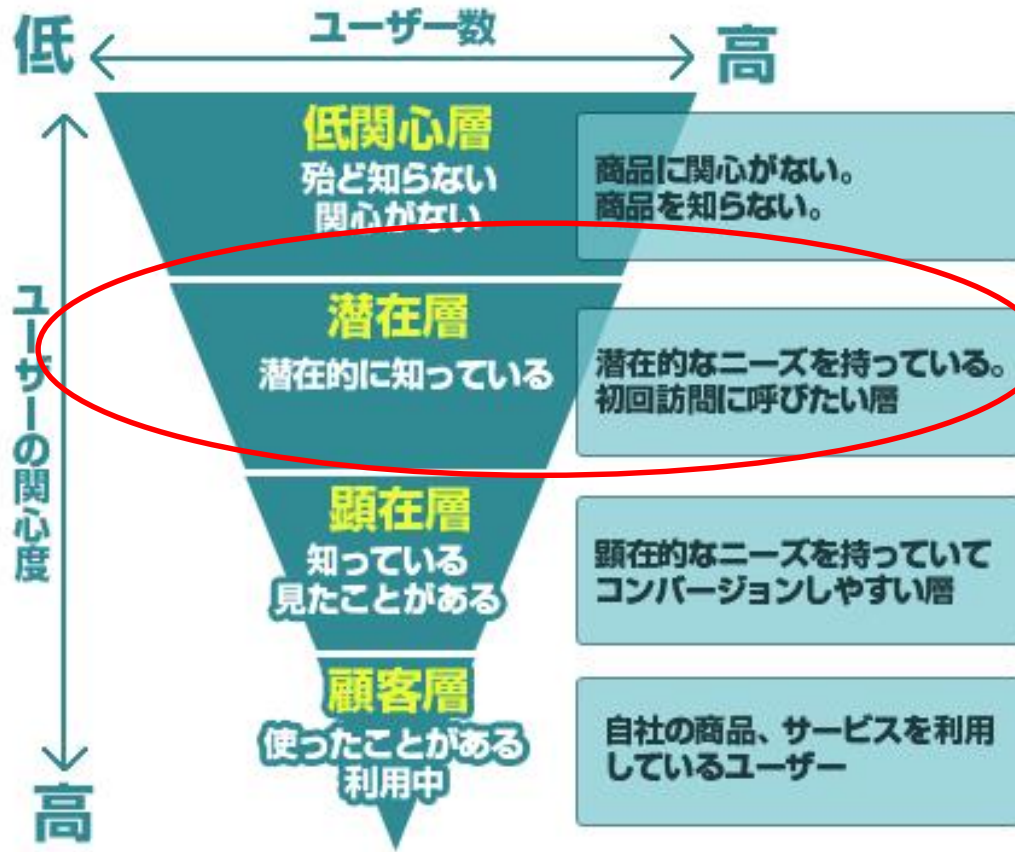 低
ユーザー数
高
低関心層
殆ど知らない
関心がない
商品に関心がない。
商品を知らない。
ユーザーの関心度
潜在層
潜在的に知っている
潜在的なニーズを持っている。
初回訪問に呼びたい層
顕在層
知っている
見たことがある
顕在的なニーズを持っていて
コンバージョンしやすい層
顧客層
使ったことがある
利用中
自社の商品、サービスを利用
しているユーザー
高